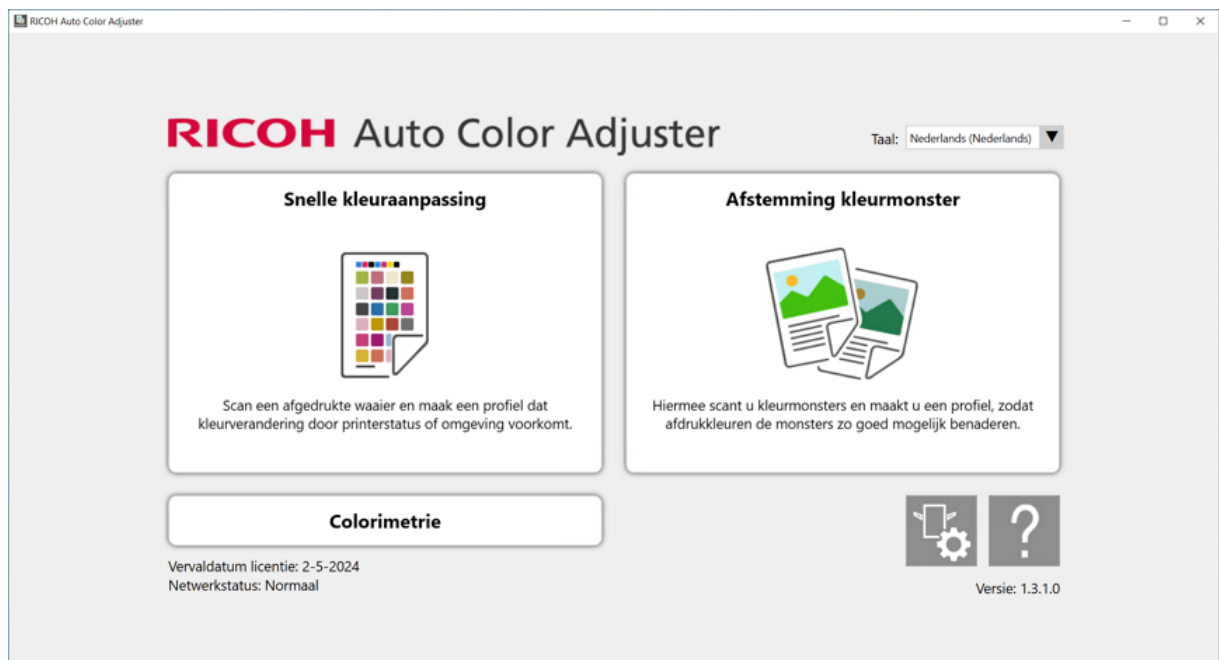 RICOH Auto Color Adjuster
RICOH Auto Color Adjuster
Taal: Nederlands (Nederlands)
Snelle kleuraanpassing
Scan een afgedrukte waaier en maak een profiel dat
kleurverandering door printerstatus of omgeving voorkomt.
Afstemming kleurmonster
Hiermee scant u kleurmonsters en maakt u een profiel, zodat
afdrukkleuren de monsters zo goed mogelijk benaderen.
Colorimetrie
Vervaldatum licentie: 2-5-2024
Netwerkstatus: Normaal
?
Versie: 1.3.1.0